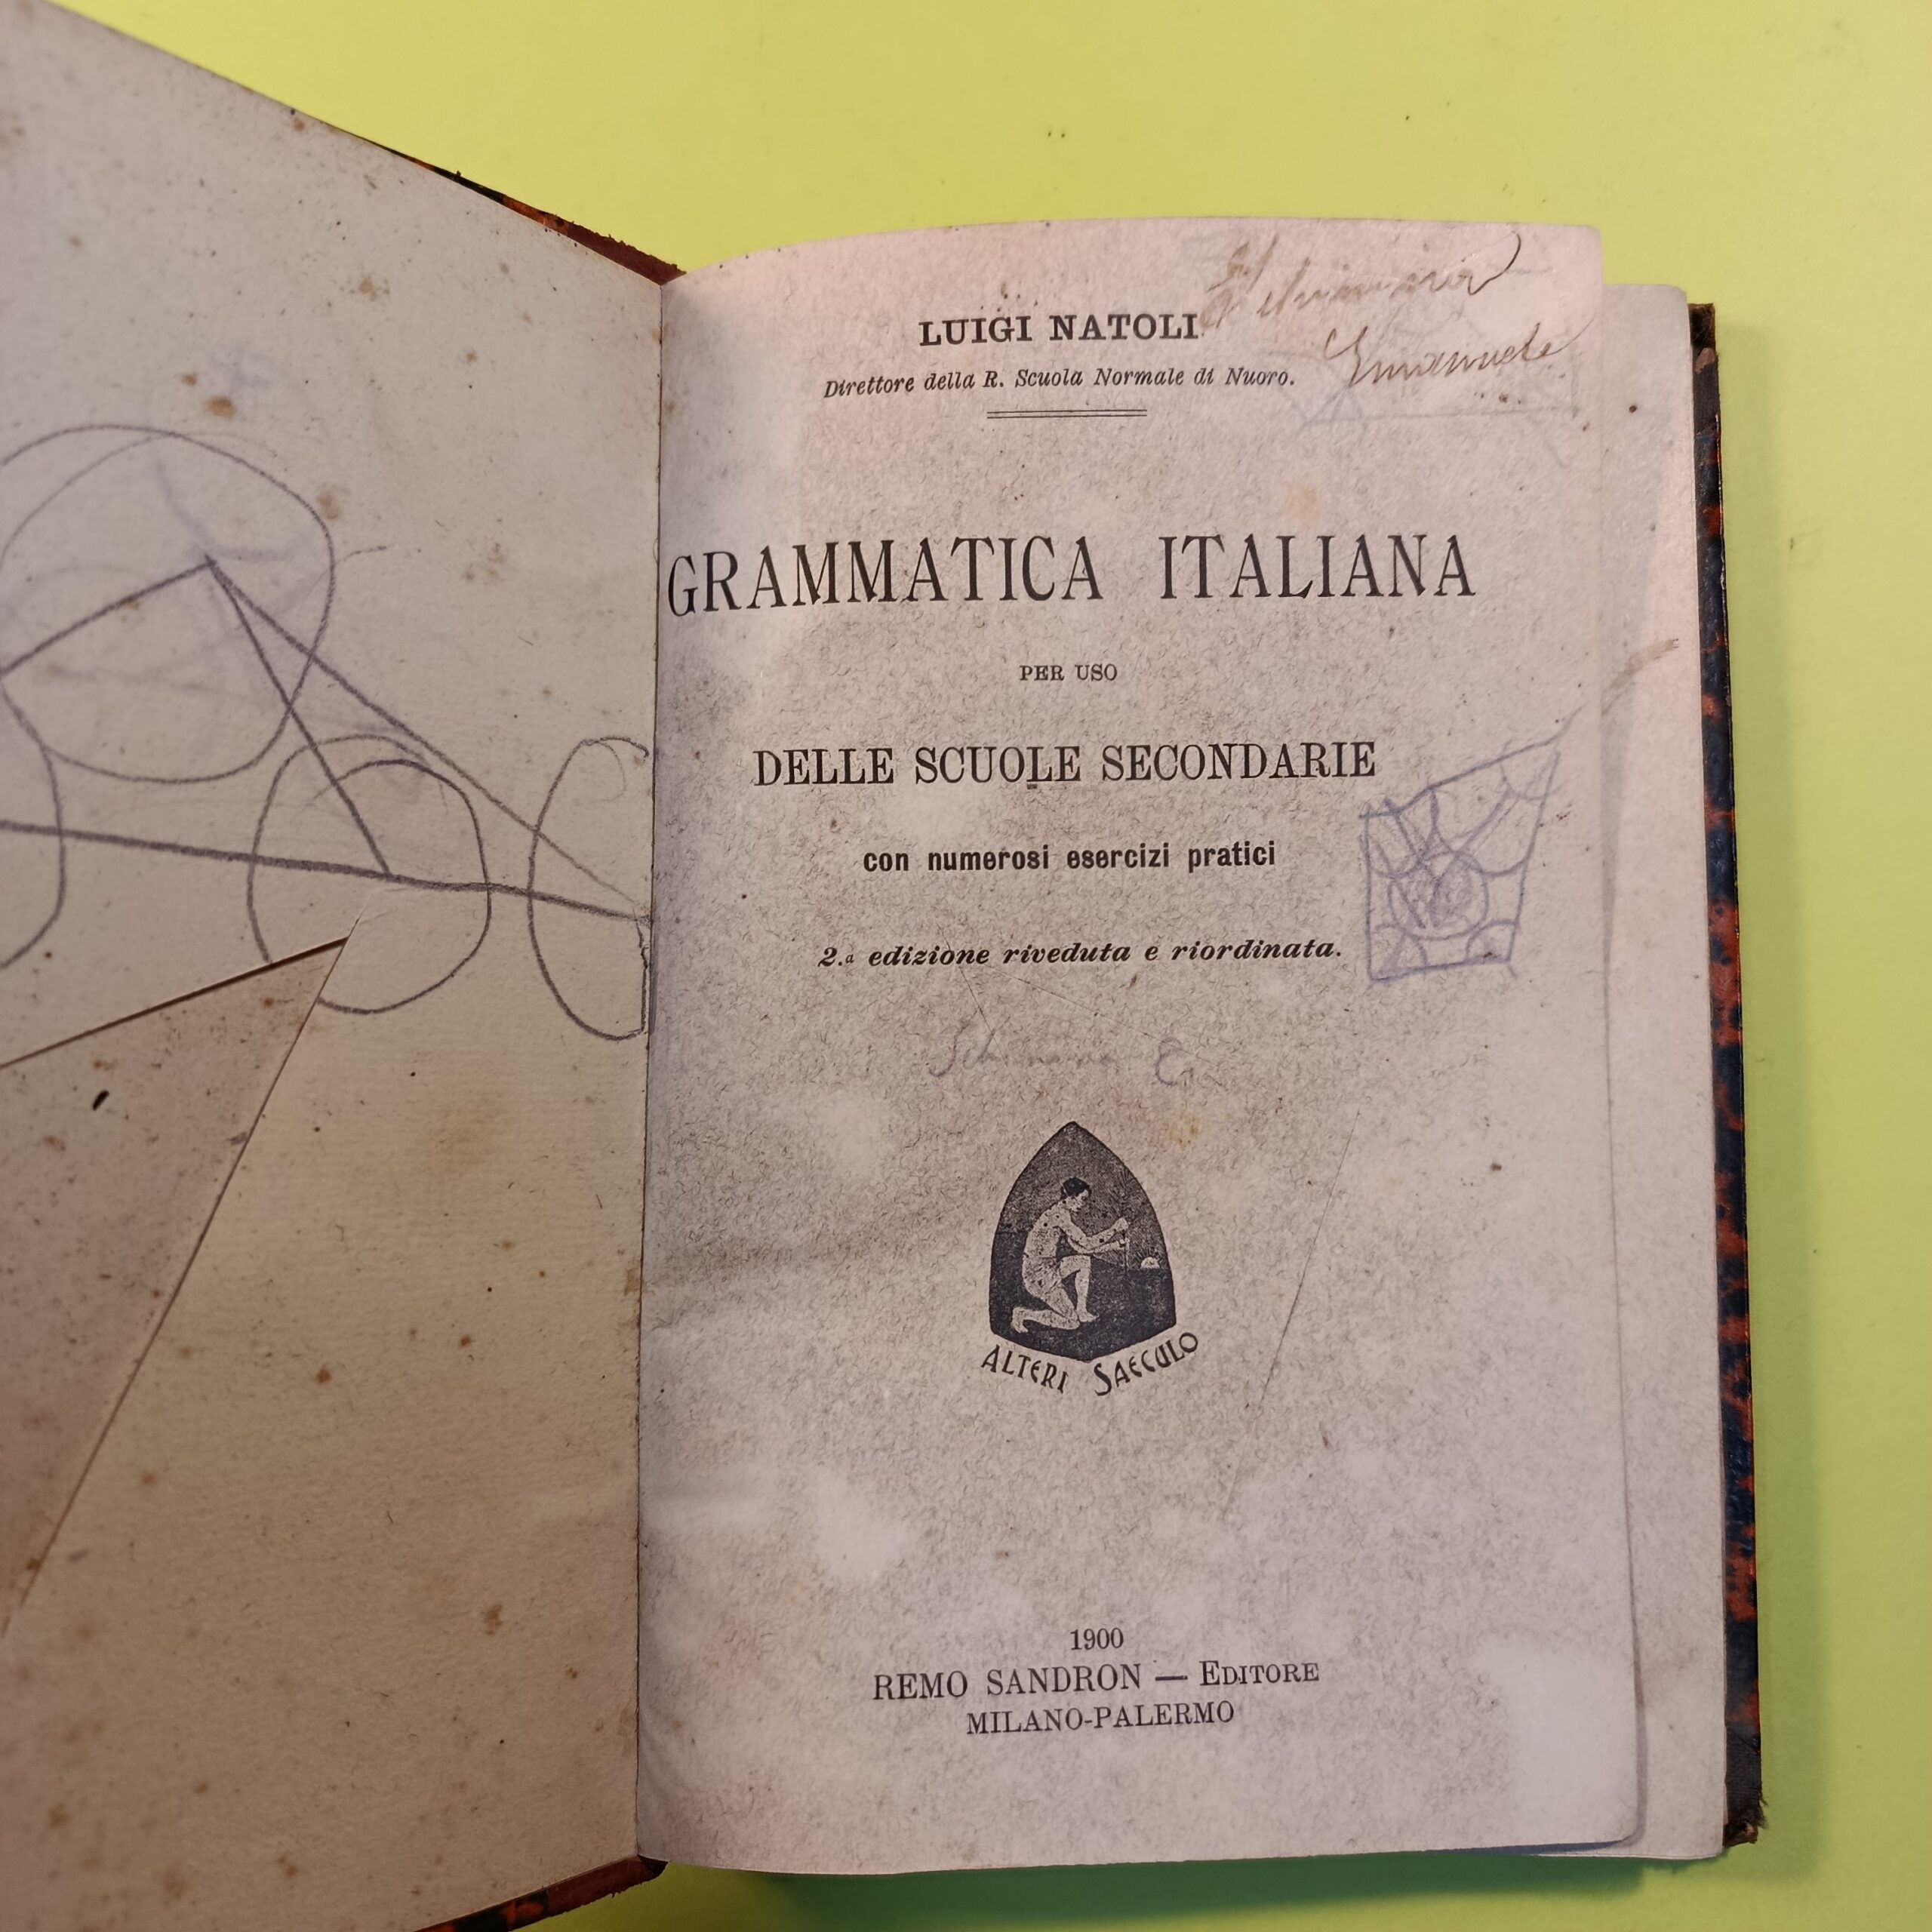 LUIGI NATOLI
Direttore della R. Scuola Normale di Nuoro.
Emanuele
GRAMMATICA ITALIANA
PER USO
DELLE SCUOLE SECONDARIE
con numerosi esercizi pratici
2.a edizione riveduta e riordinata.
ALTERI SAECULO
1900
REMO SANDRON — EDITORE
MILANO-PALERMO